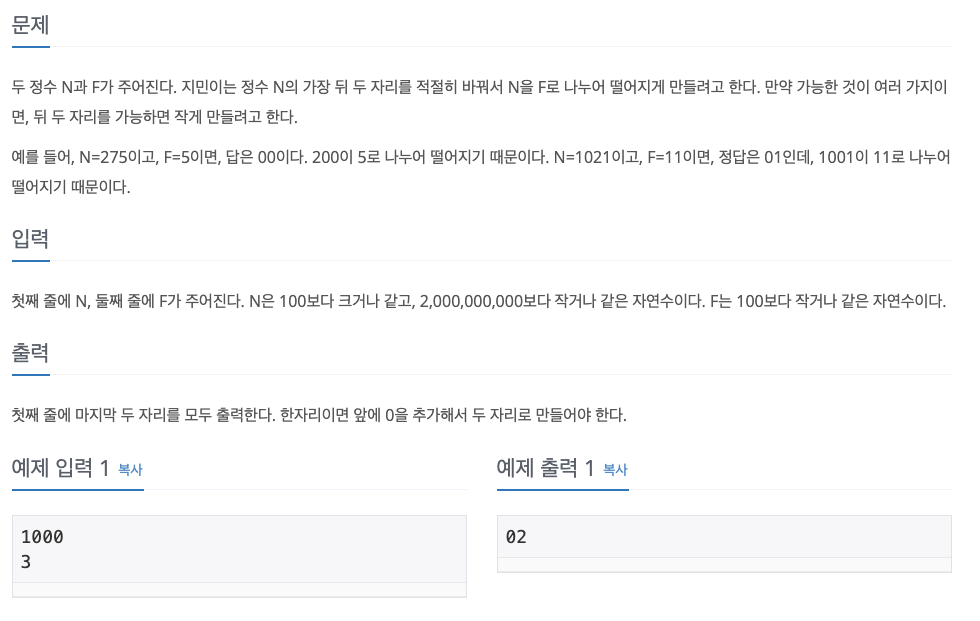 문제
두 정수 N과 F가 주어진다. 지민이는 정수 N의 가장 뒤 두 자리를 적절히 바꿔서 N을 F로 나누어 떨어지게 만들려고 한다. 만약 가능한 것이 여러 가지이
면, 뒤 두 자리를 가능하면 작게 만들려고 한다.
예를 들어, N=275이고, F=5이면, 답은 00이다. 200이 5로 나누어 떨어지기 때문이다. N=1021이고, F=11이면, 정답은 01인데, 1001이 11로 나누어
떨어지기 때문이다.
입력
첫째 줄에 N, 둘째 줄에 F가 주어진다. N은 100보다 크거나 같고, 2,000,000,000보다 작거나 같은 자연수이다. F는 100보다 작거나 같은 자연수이다.
출력
첫째 줄에 마지막 두 자리를 모두 출력한다. 한자리이면 앞에 0을 추가해서 두 자리로 만들어야 한다.
예제 입력 1 복사
1000
3
예제 출력 1 복사
02